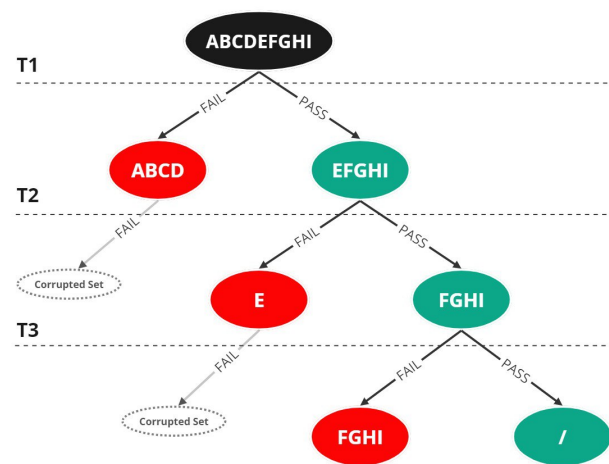 ABCDEFGHI
T1
FAIL
PASS
ABCD
EFGHI
T2
FAIL
FAIL
PASS
Corrupted Set
E
FGHI
T3
FAIL
FAIL
PASS
Corrupted Set
FGHI
/